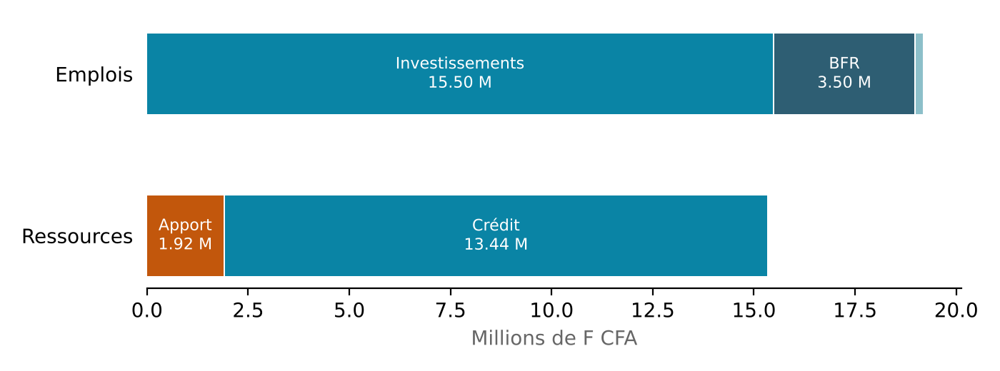 Emplois
Investissements
15.50 M
BFR
3.50 M
Ressources
Apport
1.92 M
Crédit
13.44 M
0.0 2.5 5.0 7.5 10.0 12.5 15.0 17.5 20.0
Millions de F CFA